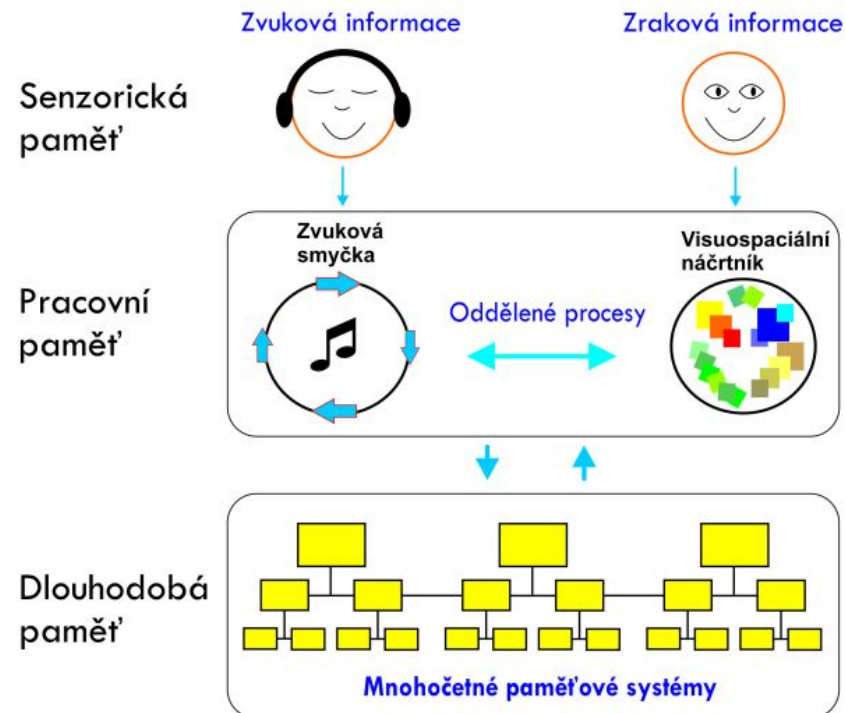 Zvuková informace
Zraková informace
Senzorická
paměť
Zvuková
smyčka
Visuospaciální
náčrtník
Pracovní
paměť
Oddělené procesy
Dlouhodobá
paměť
Mnohočetné paměťové systémy